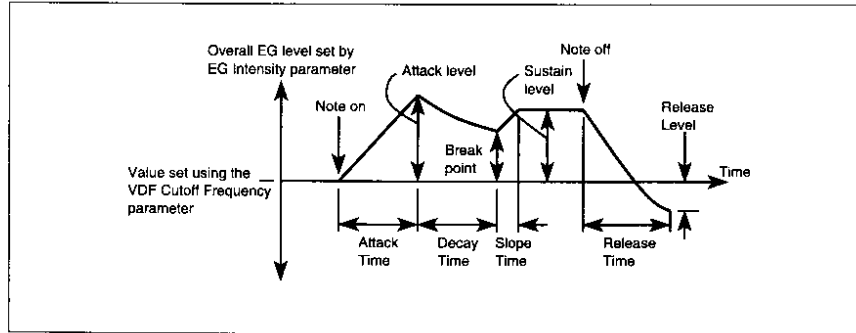 Overall EG level set by
EG Intensity parameter
Note on
Attack level
Sustain
level
Note off
Release
Level
Break
point
Time
Value set using the
VDF Cutoff Frequency
parameter
Attack
Time
Decay
Time
Slope
Time
Release
Time